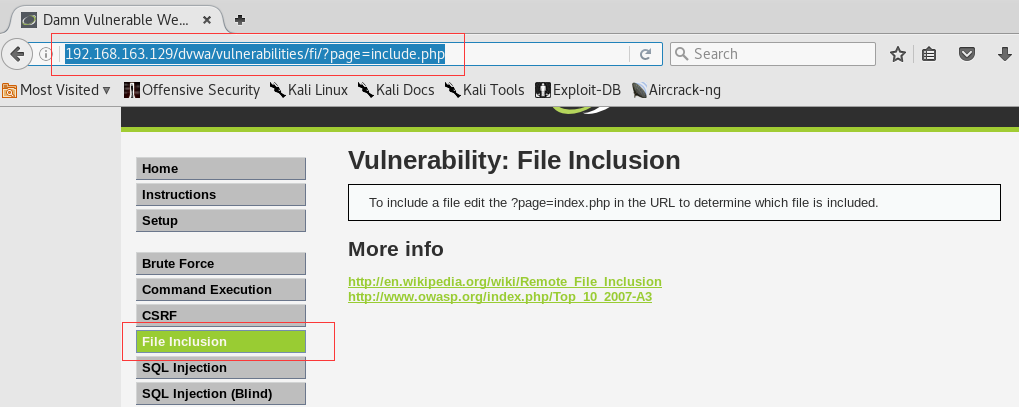 Damn Vulnerable We...
192.168.163.129/dvwa/vulnerabilities/fi/?page=include.php
Search
Most Visited Offensive Security Kali Linux Kali Docs Kali Tools Exploit-DB Aircrack-ng
Home
Instructions
Setup
Brute Force
Command Execution
CSRF
File Inclusion
SQL Injection
SQL Injection (Blind)
Vulnerability: File Inclusion
To include a file edit the ?page=index.php in the URL to determine which file is included.
More info
http://en.wikipedia.org/wiki/Remote_File_Inclusion
http://www.owasp.org/index.php/Top_10_2007-A3